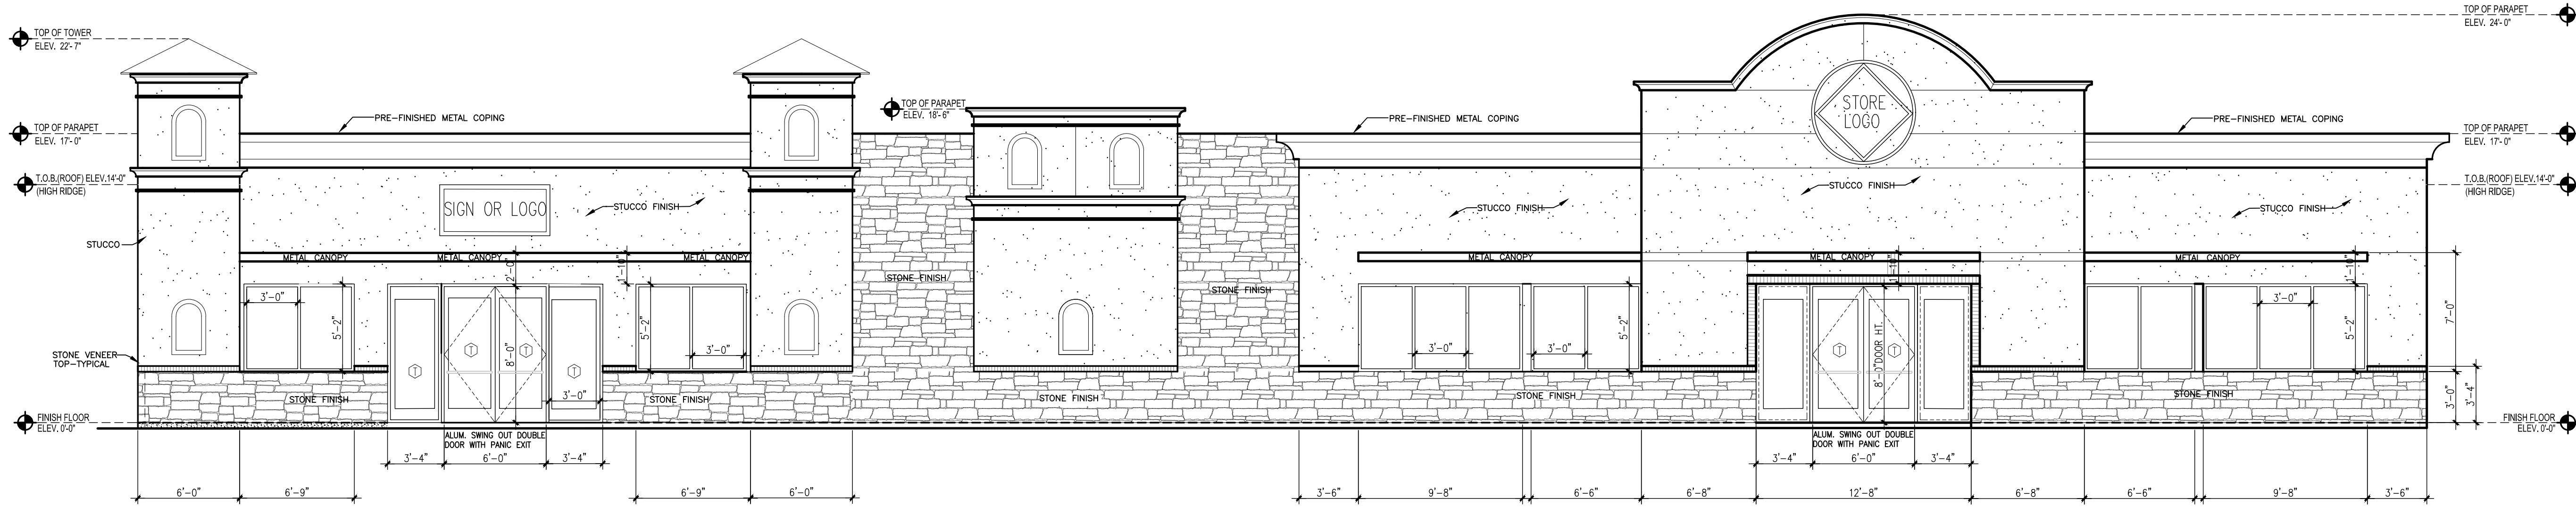 TOP OF TOWER
ELEV. 22'-7"
TOP OF PARAPET
ELEV. 24'-0"
TOP OF PARAPET
ELEV. 18'-6"
STORE
LOGO
PRE-FINISHED METAL COPING
PRE-FINISHED METAL COPING
PRE-FINISHED METAL COPING
TOP OF PARAPET
ELEV. 17'-0"
TOP OF PARAPET
ELEV. 17'-0"
T.O.B.(ROOF) ELEV.14'-0"
(HIGH RIDGE)
T.O.B.(ROOF) ELEV.14'-0"
(HIGH RIDGE)
SIGN OR LOGO
STUCCO FINISH
STUCCO FINISH
STUCCO FINISH
STUCCO FINISH
STUCCO
METAL CANOPY
METAL CANOPY
METAL CANOPY
METAL CANOPY
METAL CANOPY
METAL CANOPY
2'-0"
1'-10"
1'-10"
1'-10"
STONE FINISH
STONE FINISH
3'-0"
5'-2"
5'-2"
3'-0"
3'-0"
3'-0"
5'-2"
3'-0"
5'-2"
7'-0"
T
T
T
T
T
T
8'-0"
8'-0"DOOR HT.
STONE VENEER
TOP-TYPICAL
STONE FINISH
3'-0"
STONE FINISH
STONE FINISH
STONE FINISH
STONE FINISH
3'-0"
3'-4"
FINISH FLOOR
ELEV. 0'-0"
FINISH FLOOR
ELEV. 0'-0"
ALUM. SWING OUT DOUBLE
DOOR WITH PANIC EXIT
ALUM. SWING OUT DOUBLE
DOOR WITH PANIC EXIT
3'-4"
6'-0"
3'-4"
3'-4"
6'-0"
3'-4"
6'-0"
6'-9"
6'-9"
6'-0"
3'-6"
9'-8"
6'-6"
6'-8"
12'-8"
6'-8"
6'-6"
9'-8"
3'-6"